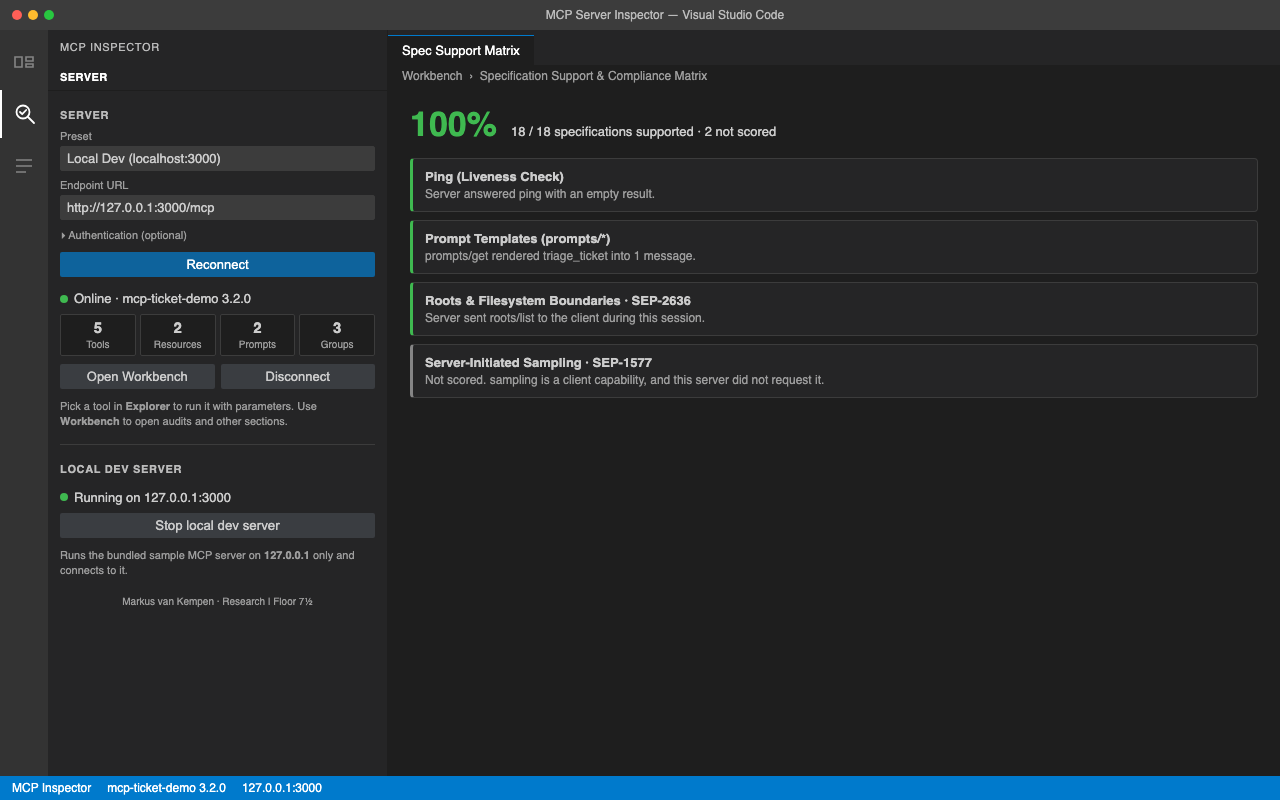 MCP Server Inspector — Visual Studio Code
MCP INSPECTOR
SERVER
SERVER
Preset
Local Dev (localhost:3000)
Endpoint URL
http://127.0.0.1:3000/mcp
Authentication (optional)
Reconnect
Online · mcp-ticket-demo 3.2.0
5 Tools
2 Resources
2 Prompts
3 Groups
Open Workbench
Disconnect
Pick a tool in Explorer to run it with parameters. Use
Workbench to open audits and other sections.
LOCAL DEV SERVER
Running on 127.0.0.1:3000
Stop local dev server
Runs the bundled sample MCP server on 127.0.0.1 only and
connects to it.
Markus van Kempen · Research | Floor 7½
Spec Support Matrix
Workbench › Specification Support & Compliance Matrix
100% 18 / 18 specifications supported · 2 not scored
Ping (Liveness Check)
Server answered ping with an empty result.
Prompt Templates (prompts/*)
prompts/get rendered triage_ticket into 1 message.
Roots & Filesystem Boundaries · SEP-2636
Server sent roots/list to the client during this session.
Server-Initiated Sampling · SEP-1577
Not scored. sampling is a client capability, and this server did not request it.
MCP Inspector mcp-ticket-demo 3.2.0 127.0.0.1:3000